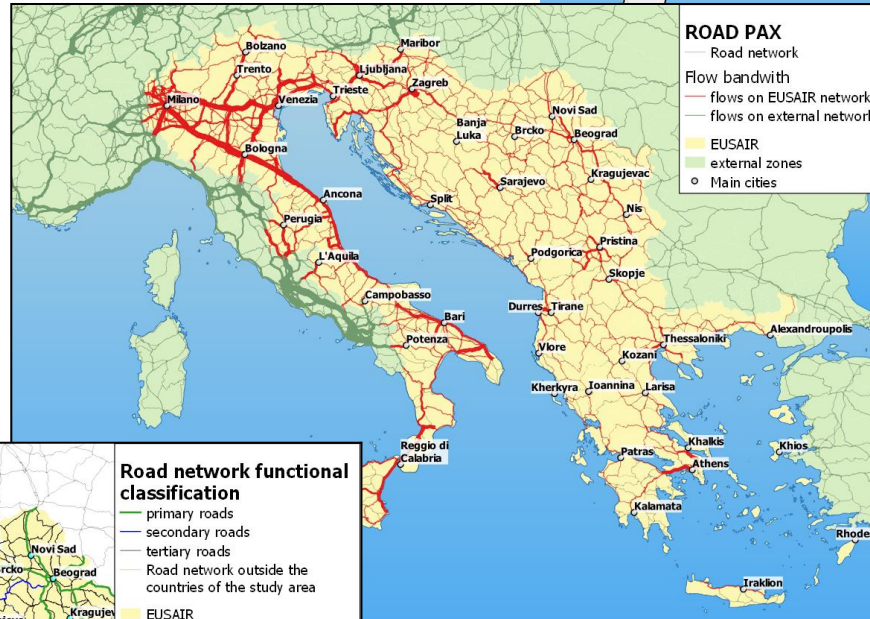 ROAD PAX
Road network
Flow bandwith
flows on EUSAIR network
flows on external network
EUSAIR
external zones
Main cities
Bolzano
Maribor
Trento
Ljubljana
Zagreb
Milano
Venezia
Trieste
Novi Sad
Banja
Luka
Brcko
Beograd
Bologna
Sarajevo
Kragujevac
Ancona
Split
Nis
Perugia
Pristina
L'Aquila
Podgorica
Skopje
Campobasso
Durres
Tirane
Bari
Alexandroupolis
Potenza
Vlore
Thessaloniki
Kozani
Kherkyra
Ioannina
Larisa
Reggio di
Calabria
Khalkis
Khios
Patras
Athens
Kalamata
Rhodes
Iraklion
Road network functional
classification
primary roads
secondary roads
tertiary roads
Road network outside the
countries of the study area
EUSAIR
Novi Sad
rcko
Beograd
Kragujev